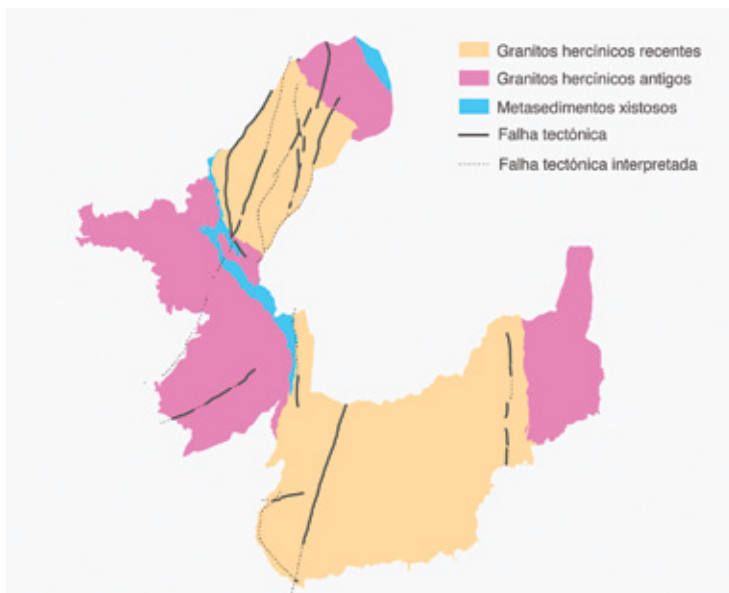 Granitos hercínicos recentes
Granitos hercínicos antigos
Metasedimentos xistosos
Falha tectónica
Falha tectónica interpretada